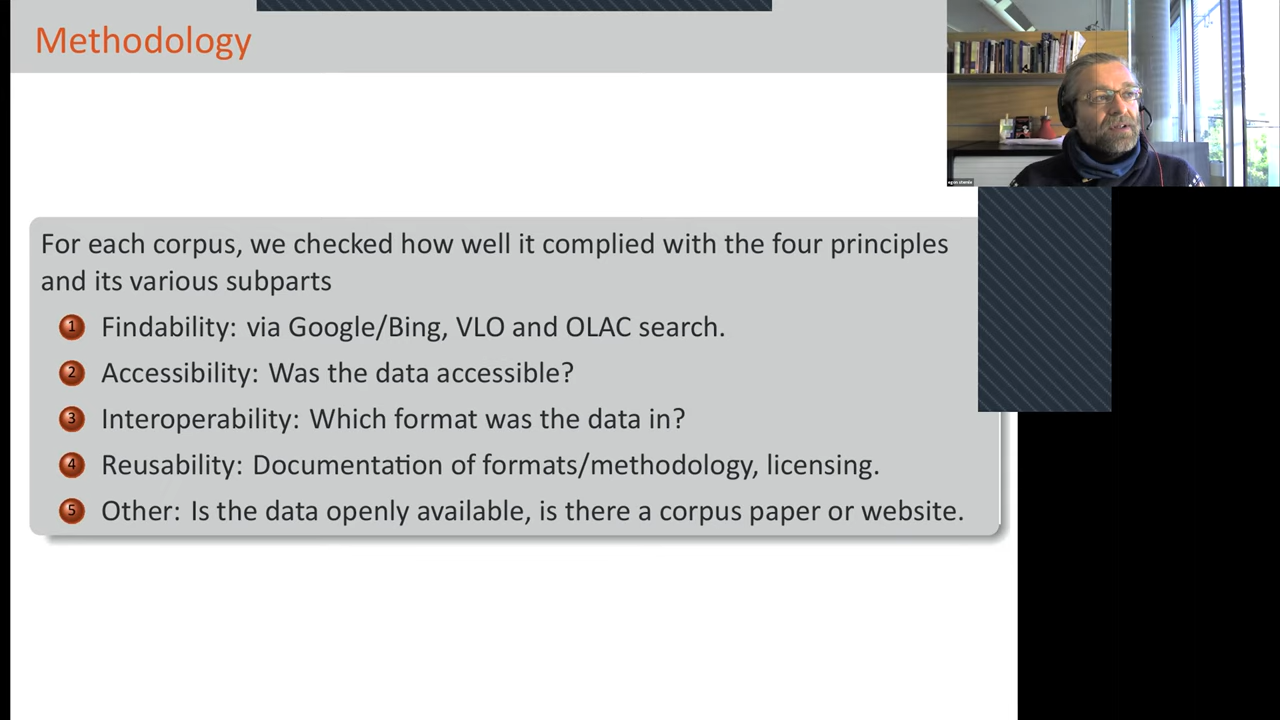 Methodology
For each corpus, we checked how well it complied with the four principles
and its various subparts
1 Findability: via Google/Bing, VLO and OLAC search.
2 Accessibility: Was the data accessible?
3 Interoperability: Which format was the data in?
4 Reusability: Documentation of formats/methodology, licensing.
5 Other: Is the data openly available, is there a corpus paper or website.